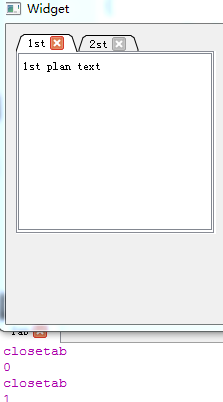 Widget
1st 2st
1st plan text
Tab
closetab
0
closetab
1